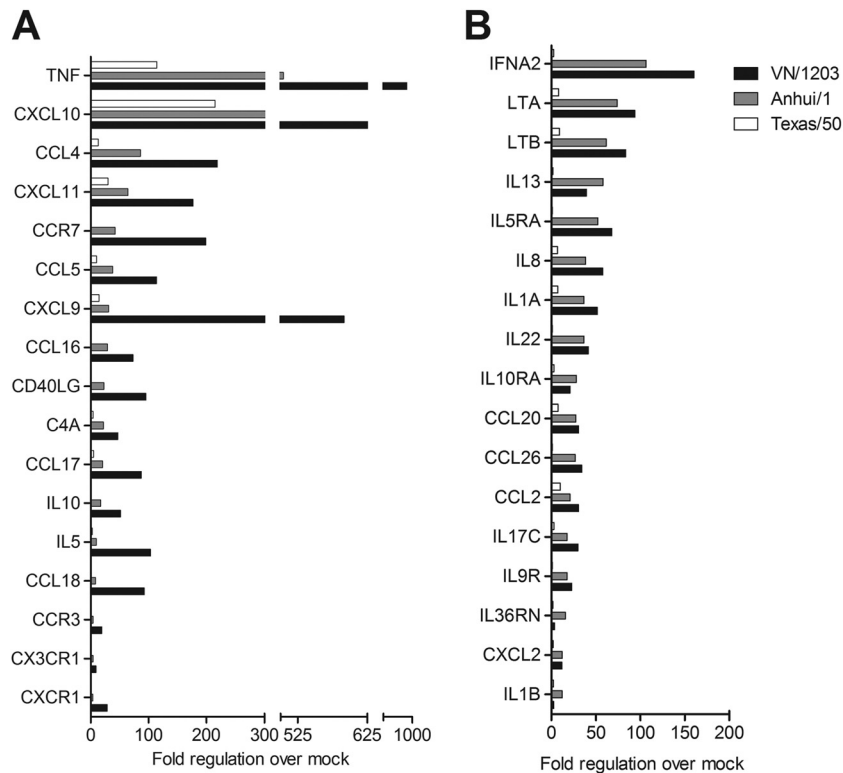 A
TNF
CXCL10
CCL4
CXCL11
CCR7
CCL5
CXCL9
CCL16
CD40LG
C4A
CCL17
IL10
IL5
CCL18
CCR3
CX3CR1
CXCR1
0 100 200 300 525 625 1000
Fold regulation over mock
B
IFNA2
LTA
LTB
IL13
IL5RA
IL8
IL1A
IL22
IL10RA
CCL20
CCL26
CCL2
IL17C
IL9R
IL36RN
CXCL2
IL1B
0 50 100 150 200
Fold regulation over mock
VN/1203
Anhui/1
Texas/50